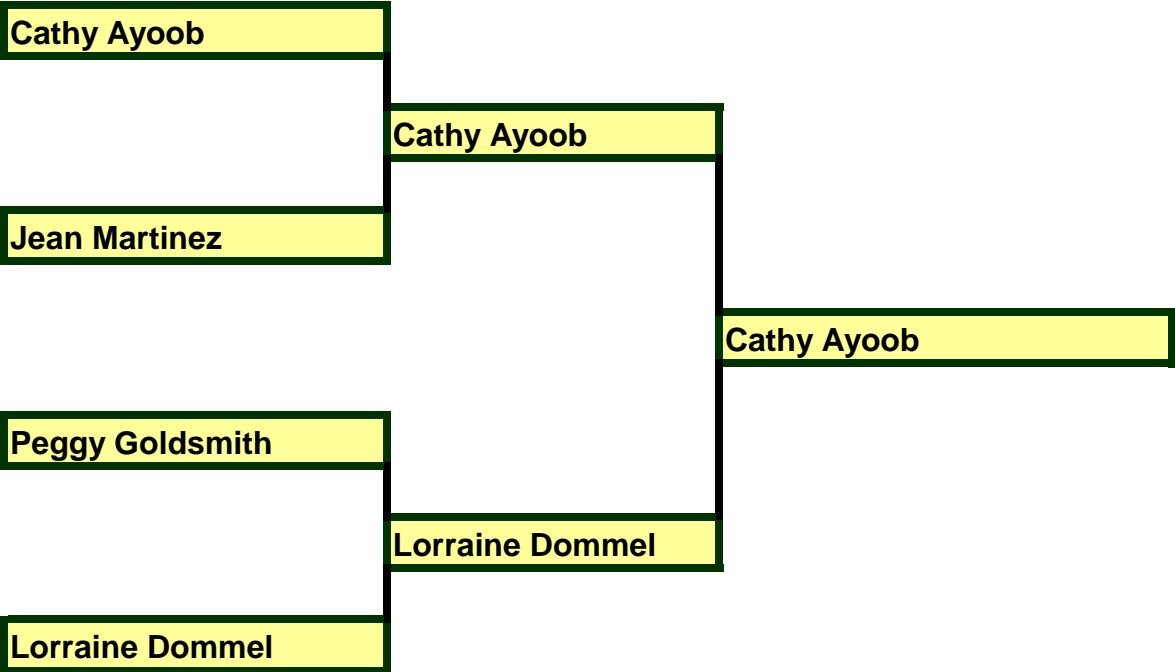 Cathy Ayoob
Cathy Ayoob
Jean Martinez
Cathy Ayoob
Peggy Goldsmith
Lorraine Dommel
Lorraine Dommel